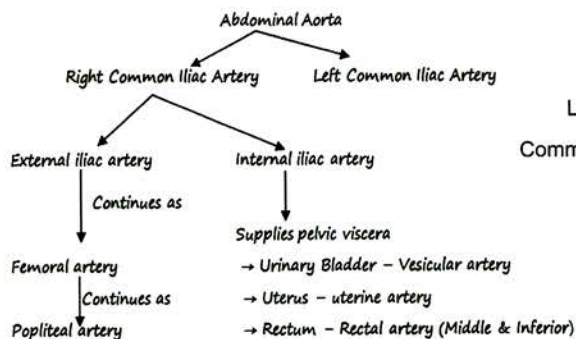 Abdominal Aorta
Right Common Iliac Artery
Left Common Iliac Artery
L
Comm
External iliac artery
Internal iliac artery
Continues as
Supplies pelvic viscera
Femoral artery
→ Urinary Bladder – Vesicular artery
Continues as
→ Uterus – uterine artery
Popliteal artery
→ Rectum – Rectal artery (Middle & Inferior)